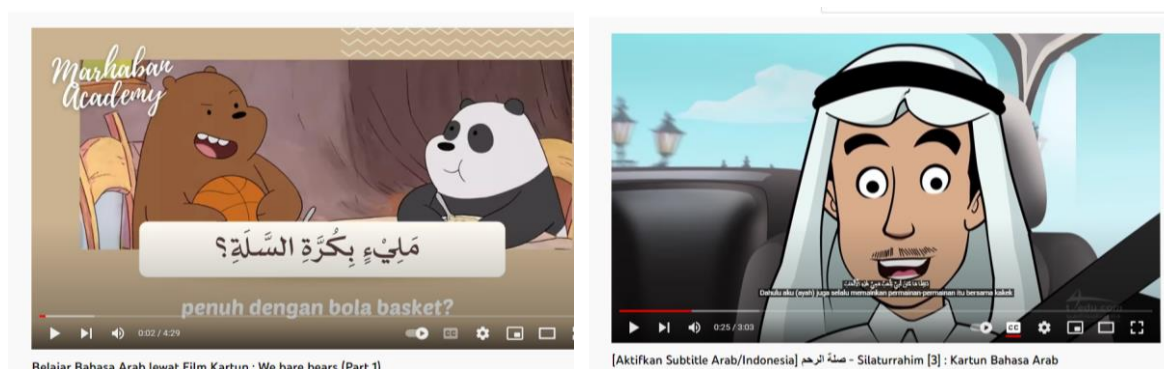 Marhaban
Academy
مَلِيْءٍ بِكُرَّةِ السَّلَةِ؟
penuh dengan bola basket?
0:02 / 4:29
Belajar Bahasa Arab lewat Film Kartun : We bare bears (Part 1)
Dahulu aku (ayah) juga selalu memainkan permainan-permainan itu bersama kakek
0:25 / 3:03
CC
[Aktifkan Subtitle Arab/Indonesia] صلة الرحم - Silaturrahim [3] : Kartun Bahasa Arab